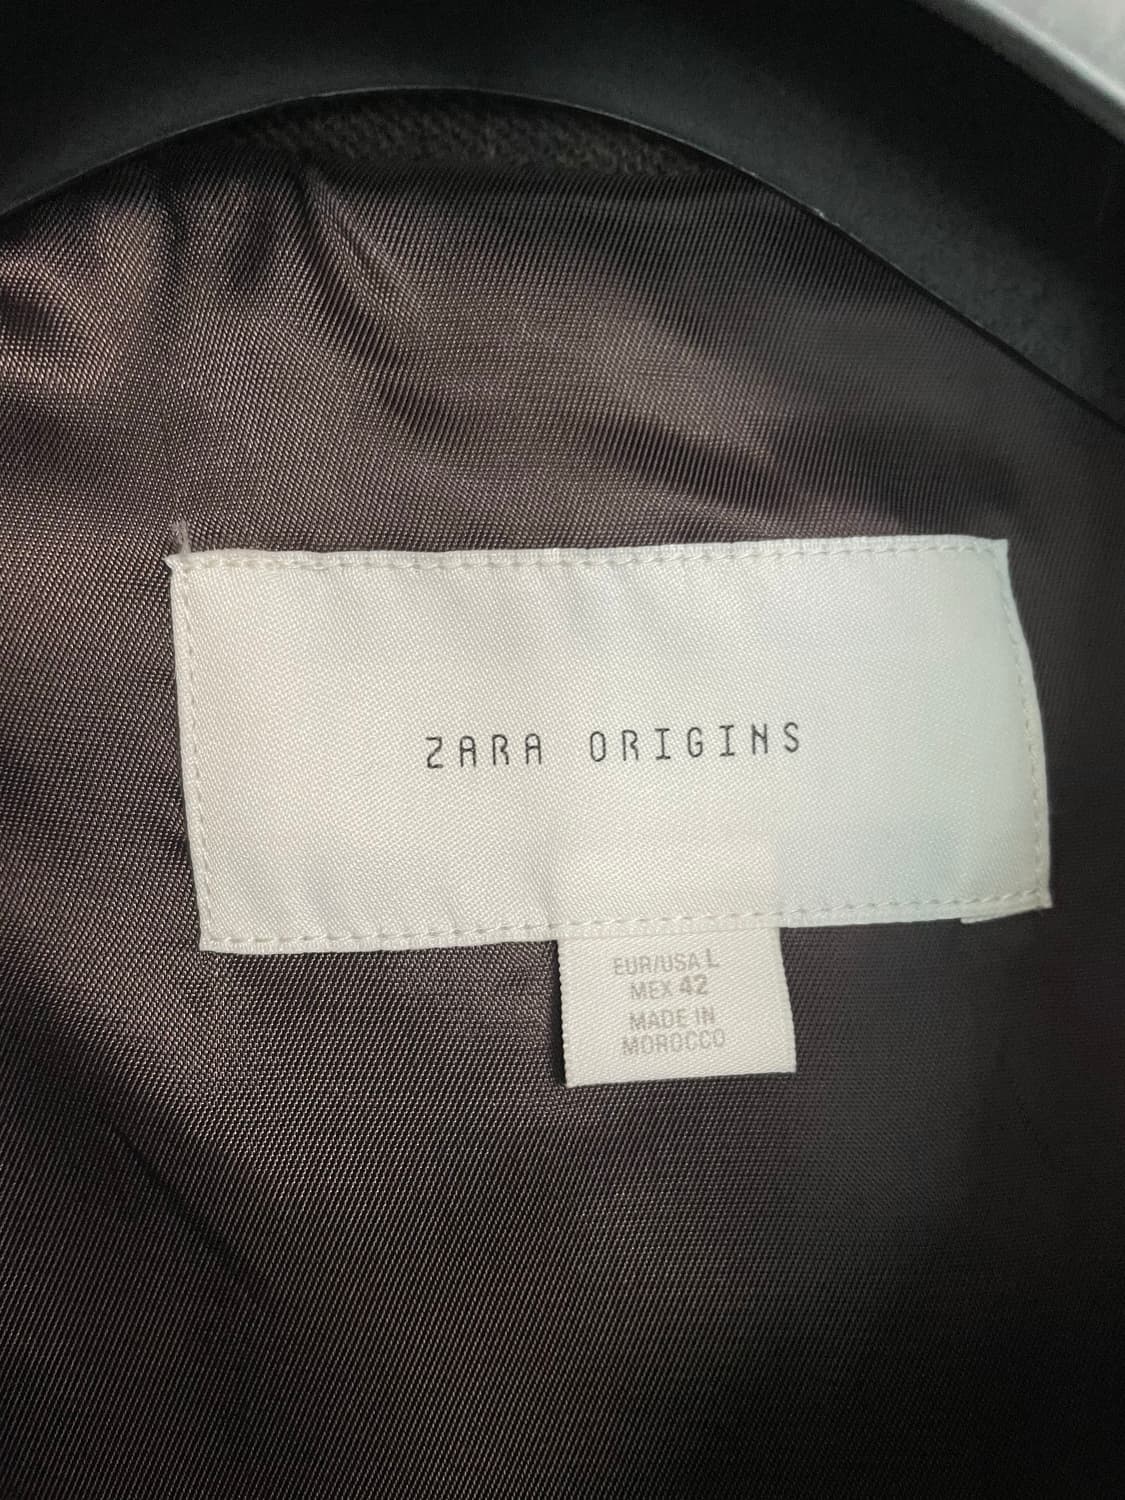 ZARA ORIGINS
EUR/USA L
MEX 42
MADE IN
MOROCCO